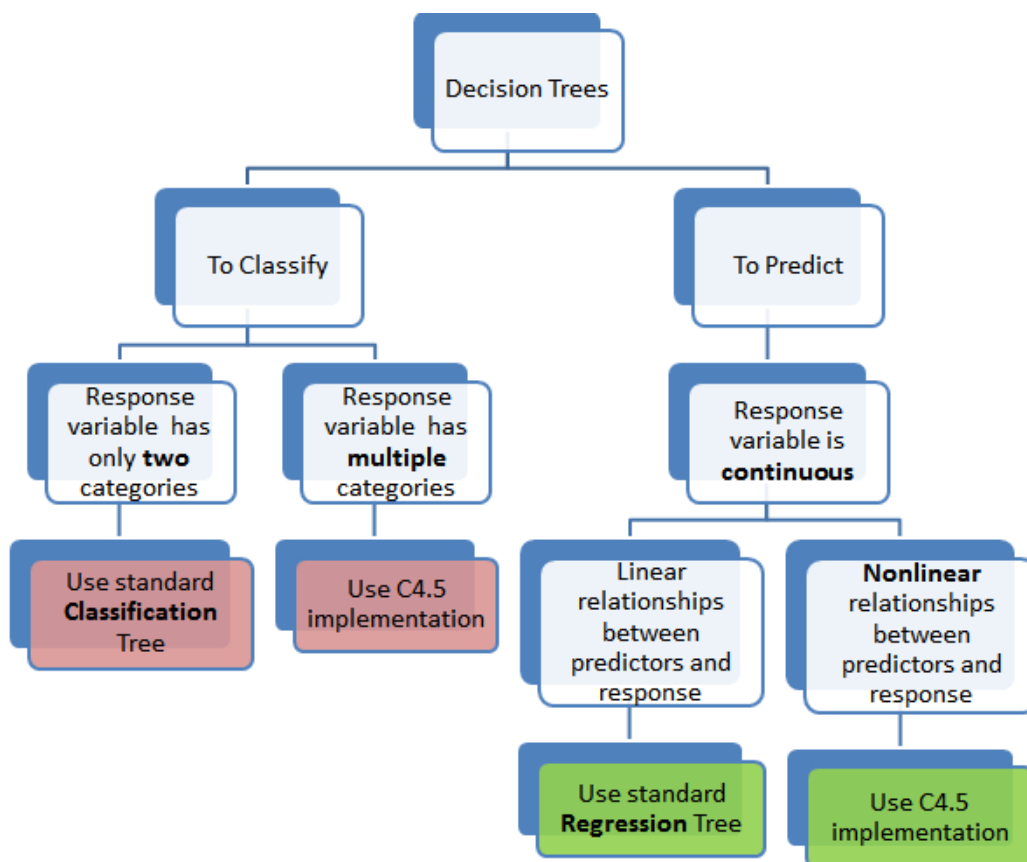 Decision Trees
To Classify
To Predict
Response
variable has
only two
categories
Response
variable has
multiple
categories
Response
variable is
continuous
Use standard
Classification
Tree
Use C4.5
implementation
Linear
relationships
between
predictors and
response
Nonlinear
relationships
between
predictors and
response
Use standard
Regression Tree
Use C4.5
implementation